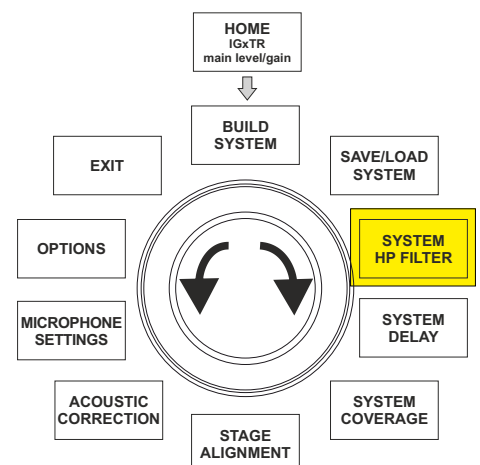 HOME
IGxTR
main level/gain
BUILD
SYSTEM
EXIT
SAVE/LOAD
SYSTEM
OPTIONS
SYSTEM
HP FILTER
MICROPHONE
SETTINGS
SYSTEM
DELAY
ACOUSTIC
CORRECTION
SYSTEM
COVERAGE
STAGE
ALIGNMENT